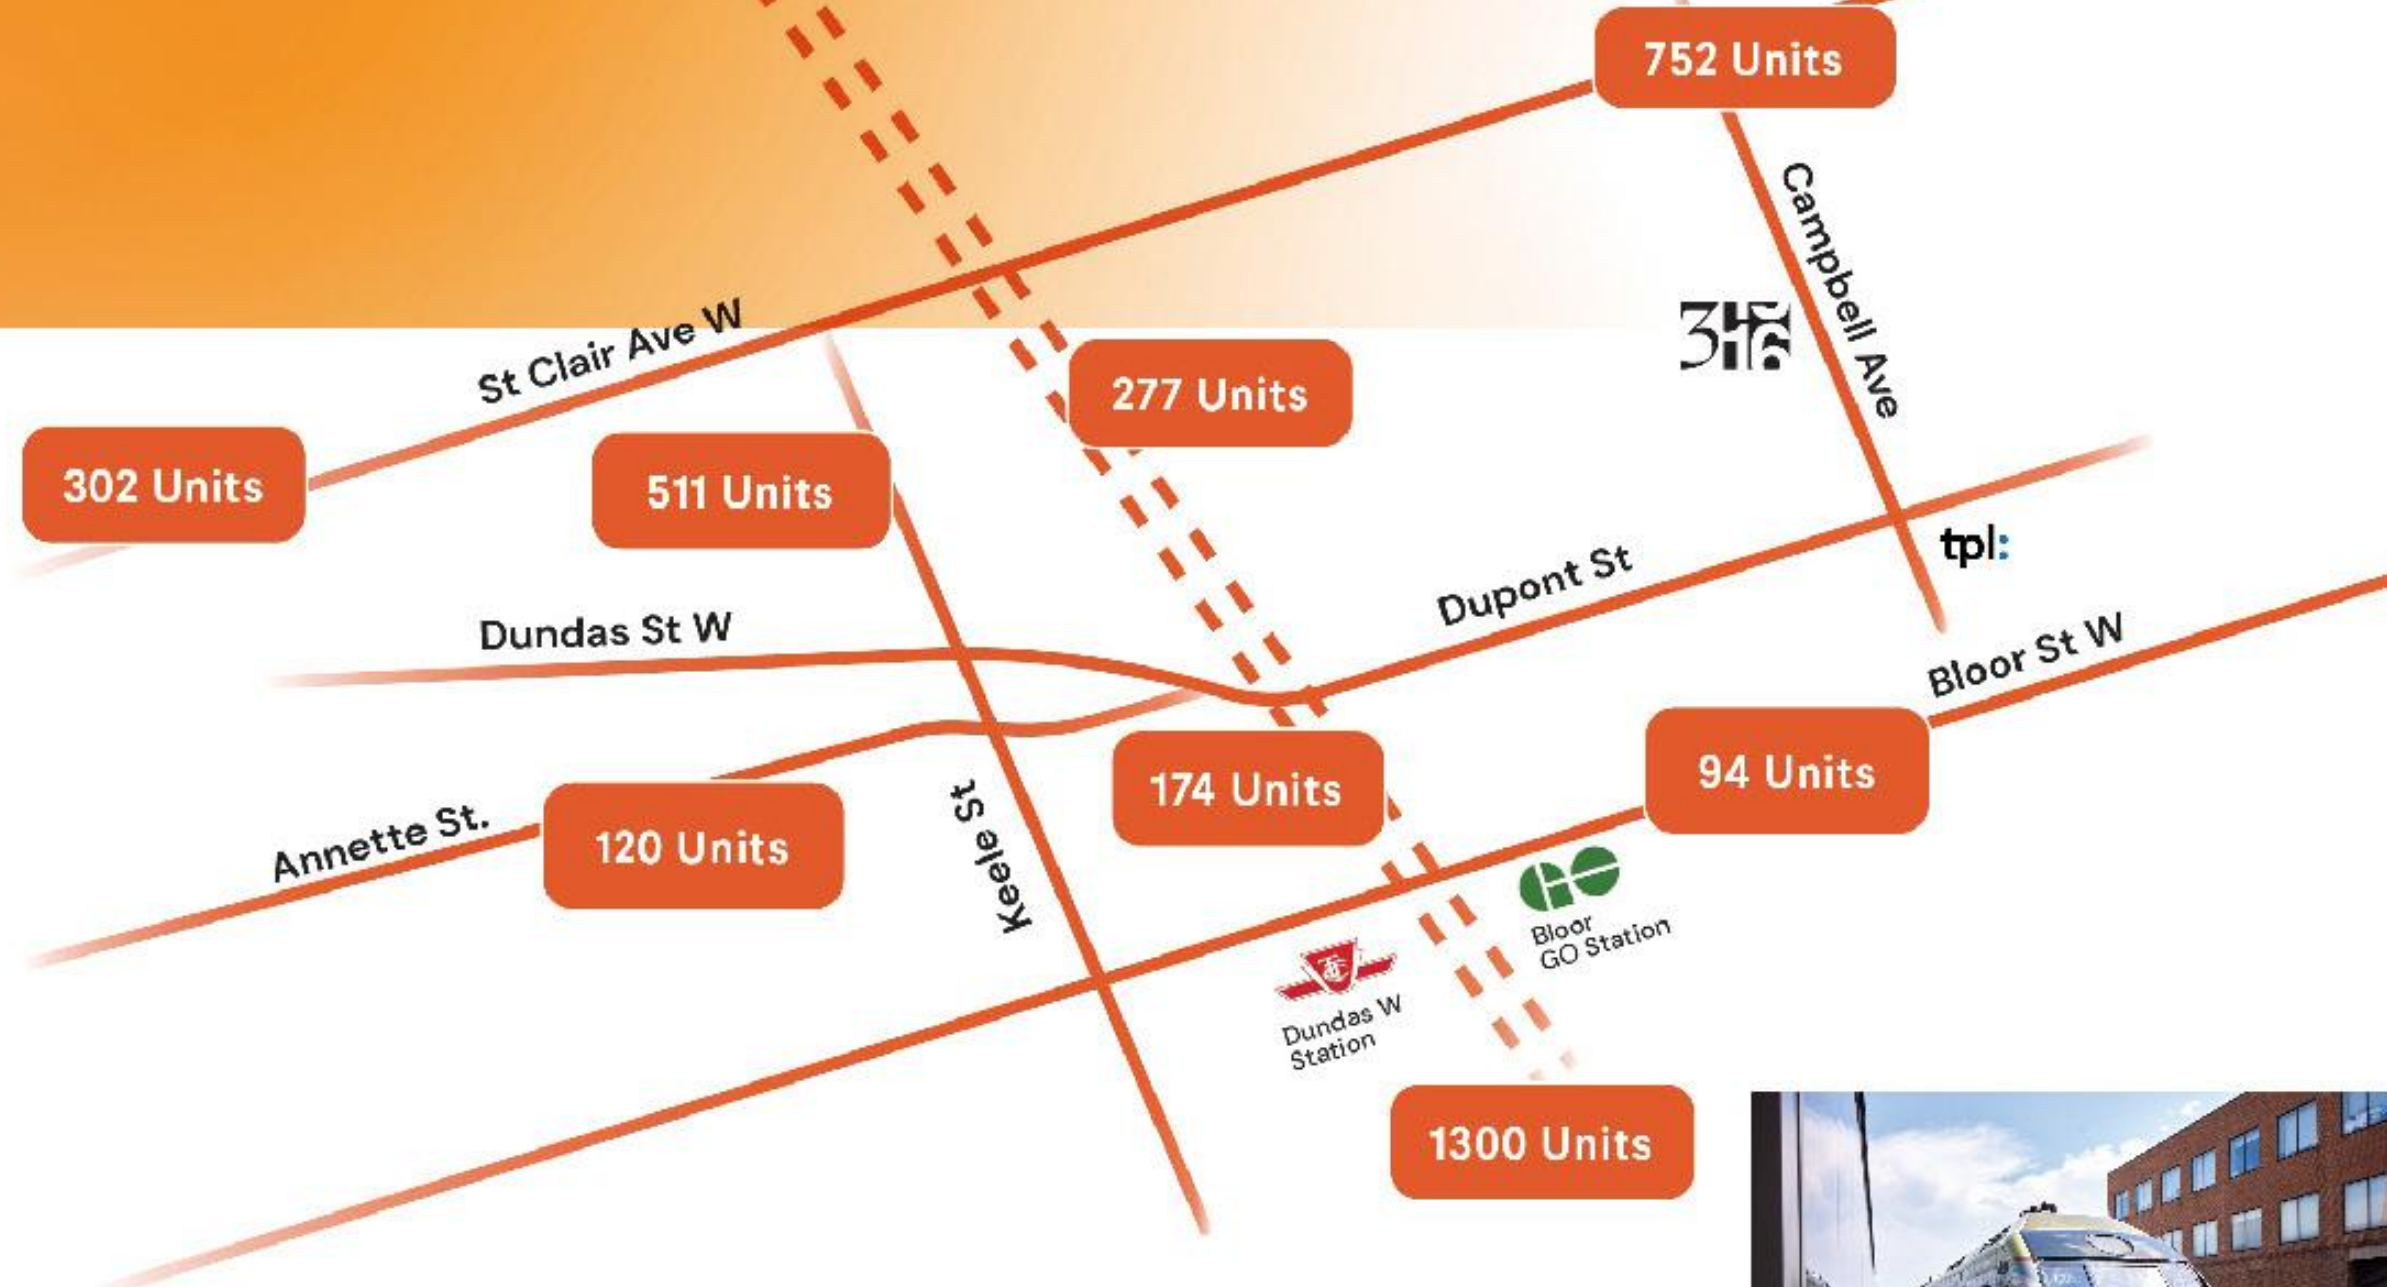 752 Units
Campbell Ave
St Clair Ave W
277 Units
302 Units
511 Units
tpl:
Dupont St
Dundas St W
Bloor St W
174 Units
94 Units
Annette St.
120 Units
Keele St
GO
Bloor
GO Station
Dundas W
Station
1300 Units